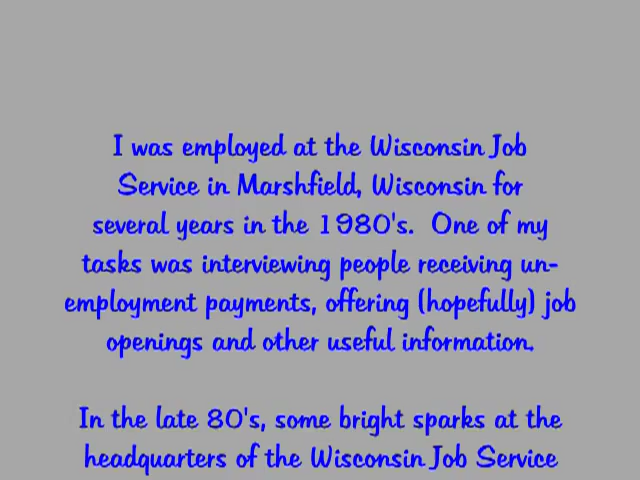 I was employed at the Wisconsin Job
Service in Marshfield, Wisconsin for
several years in the 1980's.  One of my
tasks was interviewing people receiving un-
employment payments, offering (hopefully) job
openings and other useful information.
In the late 80's, some bright sparks at the
headquarters of the Wisconsin Job Service